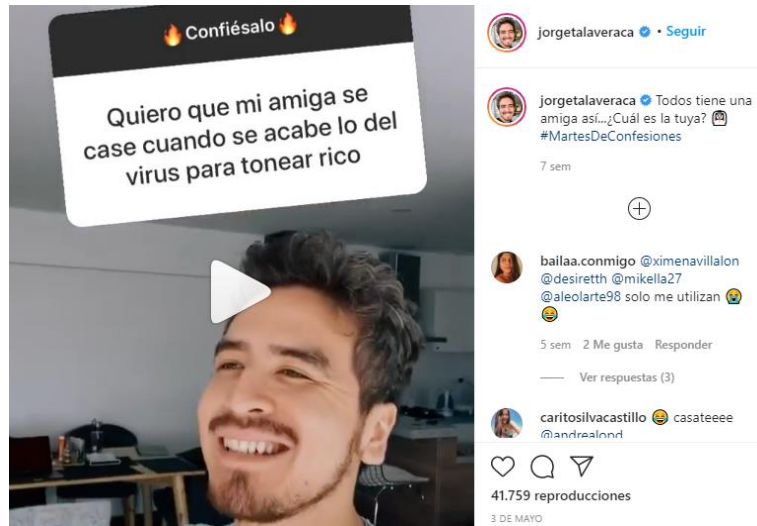 🔥 Confiésalo 🔥
Quiero que mi amiga se
case cuando se acabe lo del
virus para tonear rico
jorgetalaveraca • Seguir
jorgetalaveraca Todos tiene una
amiga así...¿Cuál es la tuya? 👰🏻
#MartesDeConfesiones
7 sem
bailaa.conmigo @ximenavillalon
@desiretth @mikella27
@aleolarte98 solo me utilizan 😭
😂
5 sem 2 Me gusta Responder
Ver respuestas (3)
caritosilvacastillo 😂 casateeee
@andrealopd
41.759 reproducciones
3 DE MAYO